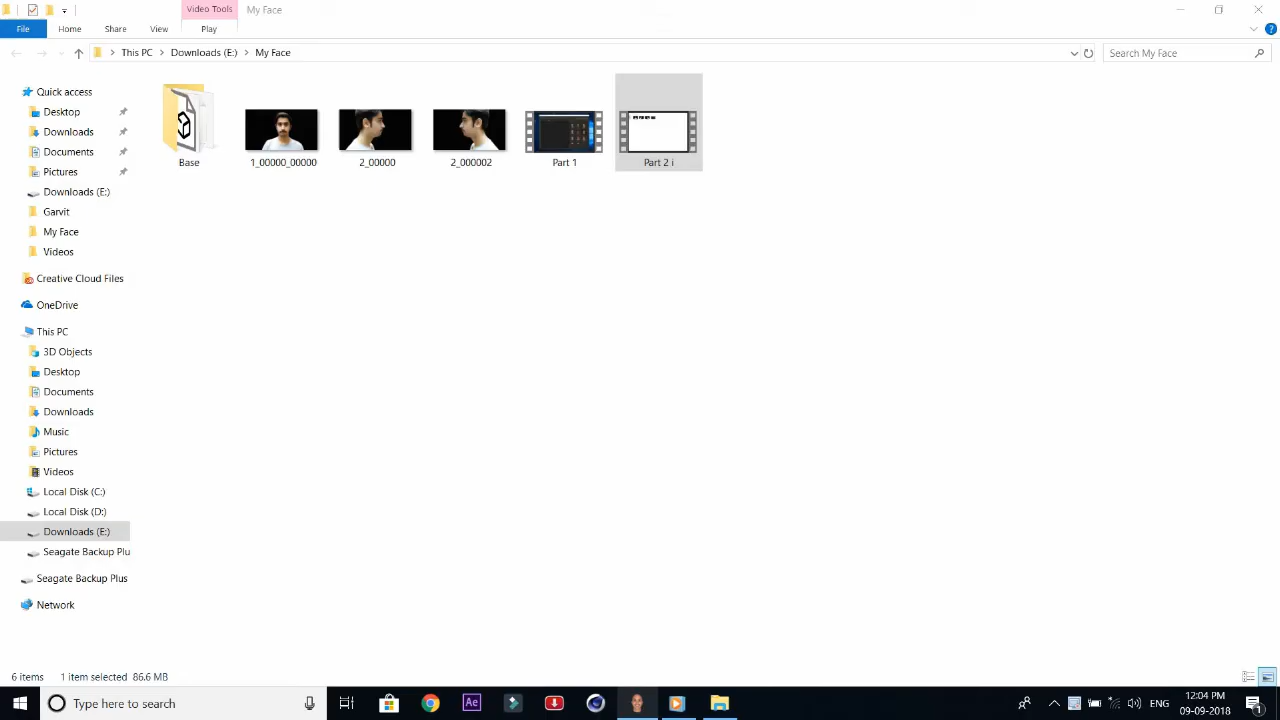 Video Tools
My Face
File
Home
Share
View
Play
This PC
Downloads (E:)
My Face
Search My Face
Quick access
Desktop
Downloads
Documents
Pictures
Downloads (E:)
Garvit
My Face
Videos
Creative Cloud Files
OneDrive
This PC
3D Objects
Desktop
Documents
Downloads
Music
Pictures
Videos
Local Disk (C:)
Local Disk (D:)
Downloads (E:)
Seagate Backup Plu
Seagate Backup Plus
Network
Base
1_00000_00000
2_00000
2_000002
Part 1
Part 2 i
6 items
1 item selected 86.6 MB
Type here to search
Ae
ENG
12:04 PM
09-09-2018
1